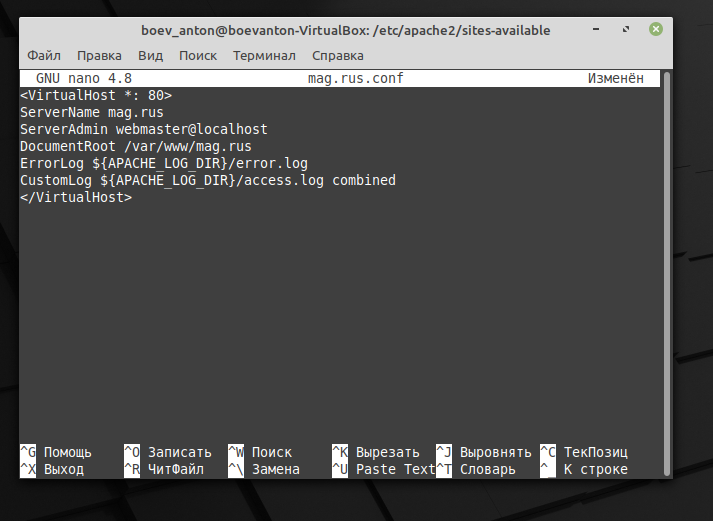 boev_anton@boevanton-VirtualBox: /etc/apache2/sites-available
Файл Правка Вид Поиск Терминал Справка
GNU nano 4.8 mag.rus.conf Изменён
<VirtualHost *: 80>
ServerName mag.rus
ServerAdmin webmaster@localhost
DocumentRoot /var/www/mag.rus
ErrorLog ${APACHE_LOG_DIR}/error.log
CustomLog ${APACHE_LOG_DIR}/access.log combined
</VirtualHost>
^G Помощь ^O Записать ^W Поиск ^K Вырезать ^J Выровнять ^C ТекПозиц
^X Выход ^R ЧитФайл ^\ Замена ^U Paste Text ^T Словарь ^_ К строке